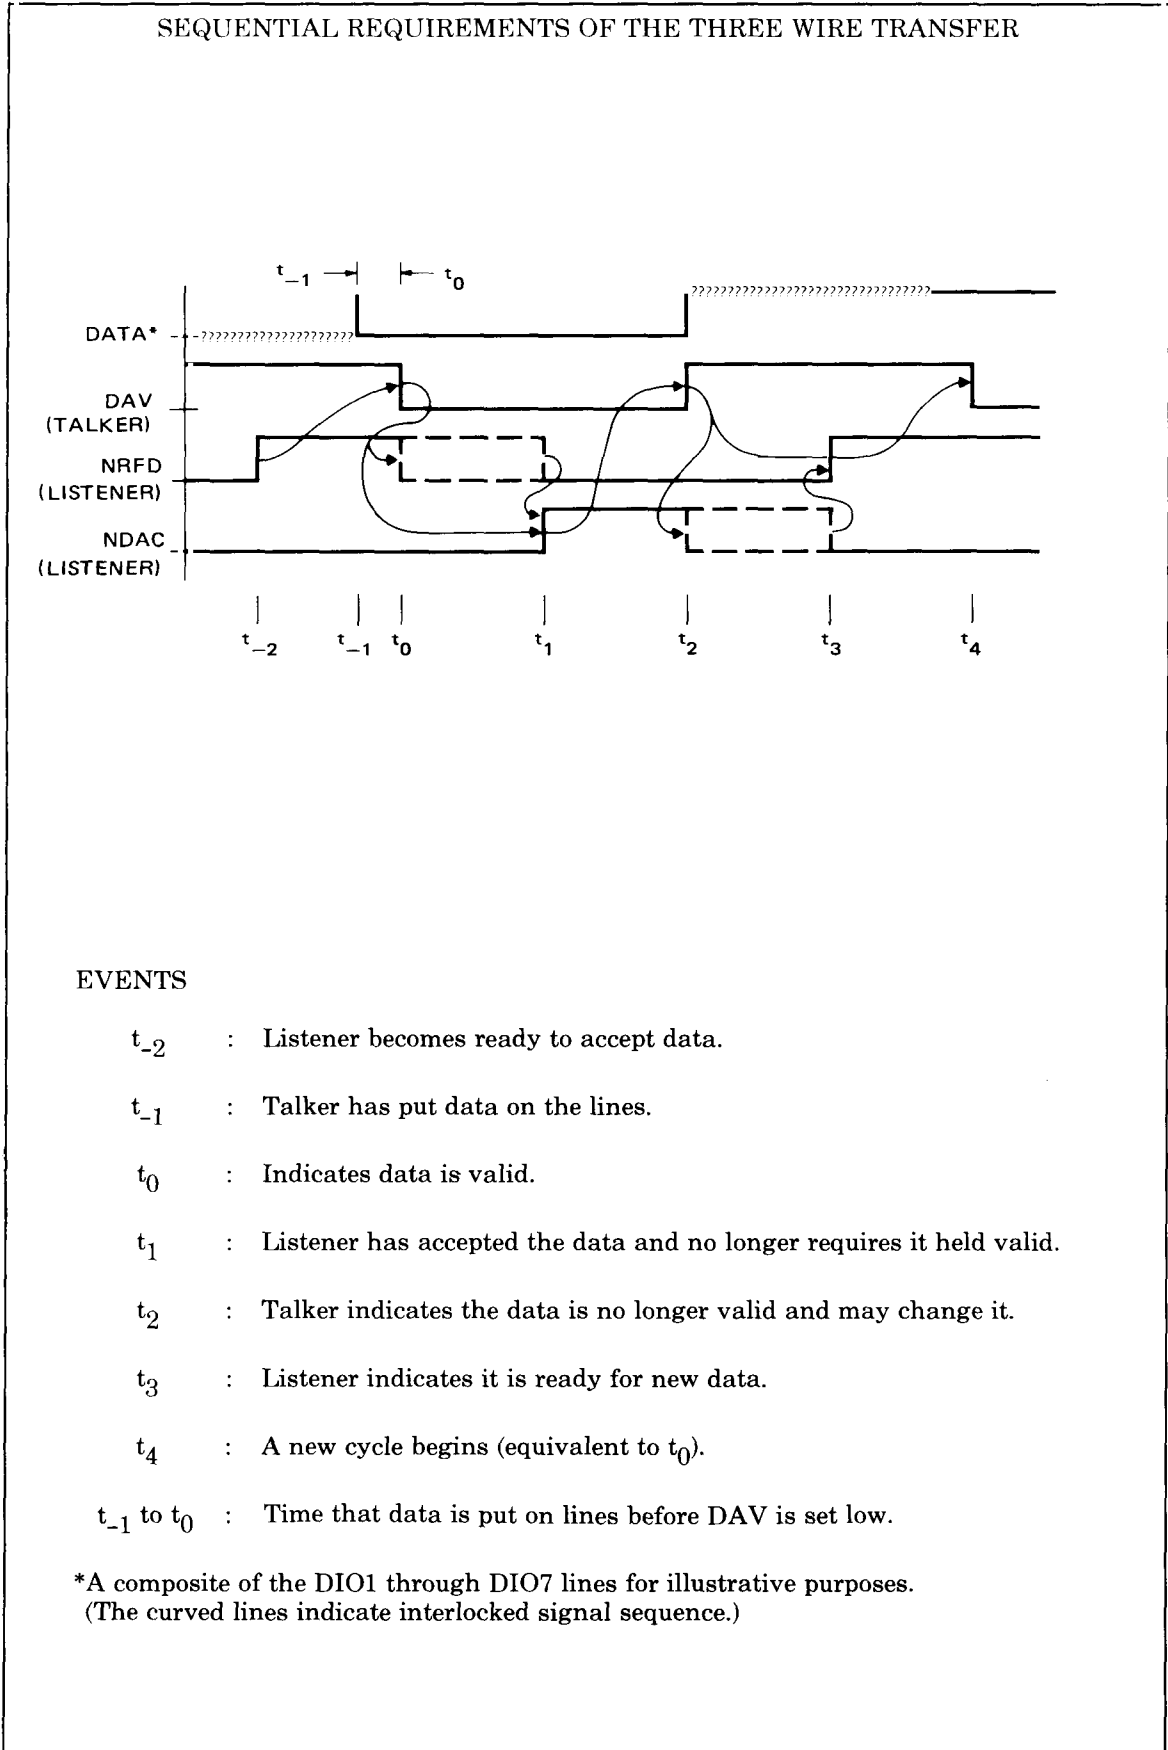 SEQUENTIAL REQUIREMENTS OF THE THREE WIRE TRANSFER
t–1 t0
????????????????????????????????
DATA* ????????????????????
DAV
(TALKER)
NRFD
(LISTENER)
NDAC
(LISTENER)
t–2 t–1 t0 t1 t2 t3 t4
EVENTS
t-2 : Listener becomes ready to accept data.
t-1 : Talker has put data on the lines.
t0 : Indicates data is valid.
t1 : Listener has accepted the data and no longer requires it held valid.
t2 : Talker indicates the data is no longer valid and may change it.
t3 : Listener indicates it is ready for new data.
t4 : A new cycle begins (equivalent to t0).
t-1 to t0 : Time that data is put on lines before DAV is set low.
*A composite of the DIO1 through DIO7 lines for illustrative purposes.
(The curved lines indicate interlocked signal sequence.)